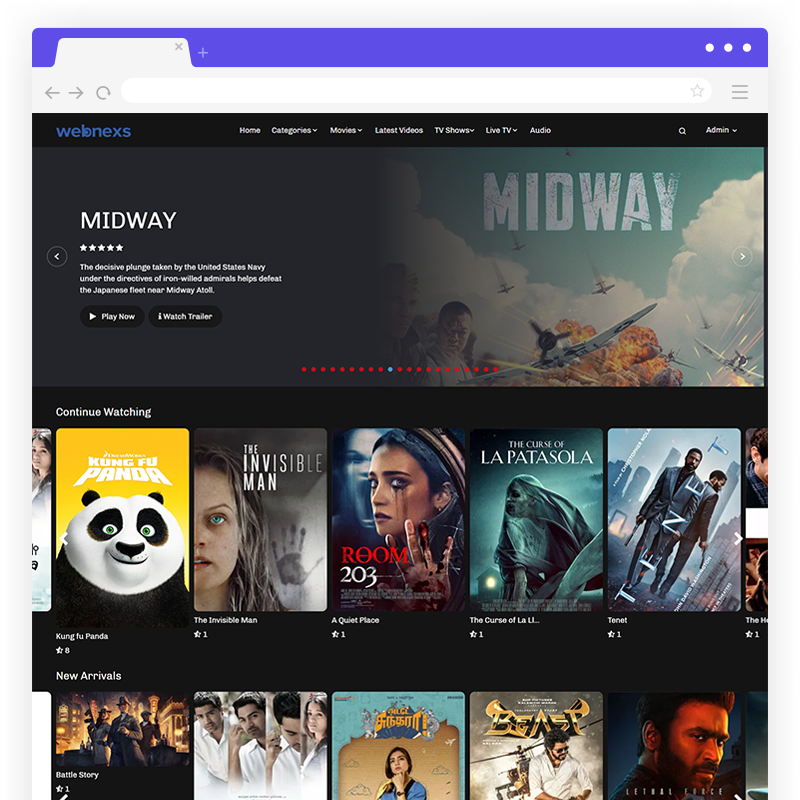 webnexs
Home Categories Movies Latest Videos TV Shows Live TV Audio Admin
MIDWAY
MIDWAY
The decisive plunge taken by the United States Navy
under the directives of iron-willed admirals helps defeat
the Japanese fleet near Midway Atoll.
Play Now Watch Trailer
Continue Watching
DREAMWORKS
KUNG FU
PANDA
THE
INVISIBLE
MAN
ROOM
203
THE CURSE OF
LA PATASOLA
TENET
Kung fu Panda
8
The Invisible Man
1
A Quiet Place
1
The Curse of La Ll...
1
Tenet
1
The He
1
New Arrivals
BEAST
LETHAL FORCE
Battle Story
1